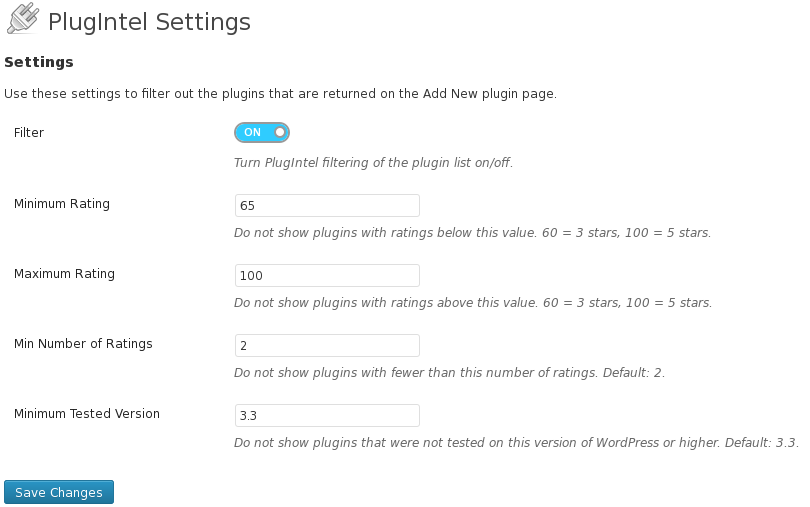 PlugIntel Settings
Settings
Use these settings to filter out the plugins that are returned on the Add New plugin page.
Filter
ON
Turn PlugIntel filtering of the plugin list on/off.
Minimum Rating
65
Do not show plugins with ratings below this value. 60 = 3 stars, 100 = 5 stars.
Maximum Rating
100
Do not show plugins with ratings above this value. 60 = 3 stars, 100 = 5 stars.
Min Number of Ratings
2
Do not show plugins with fewer than this number of ratings. Default: 2.
Minimum Tested Version
3.3
Do not show plugins that were not tested on this version of WordPress or higher. Default: 3.3.
Save Changes